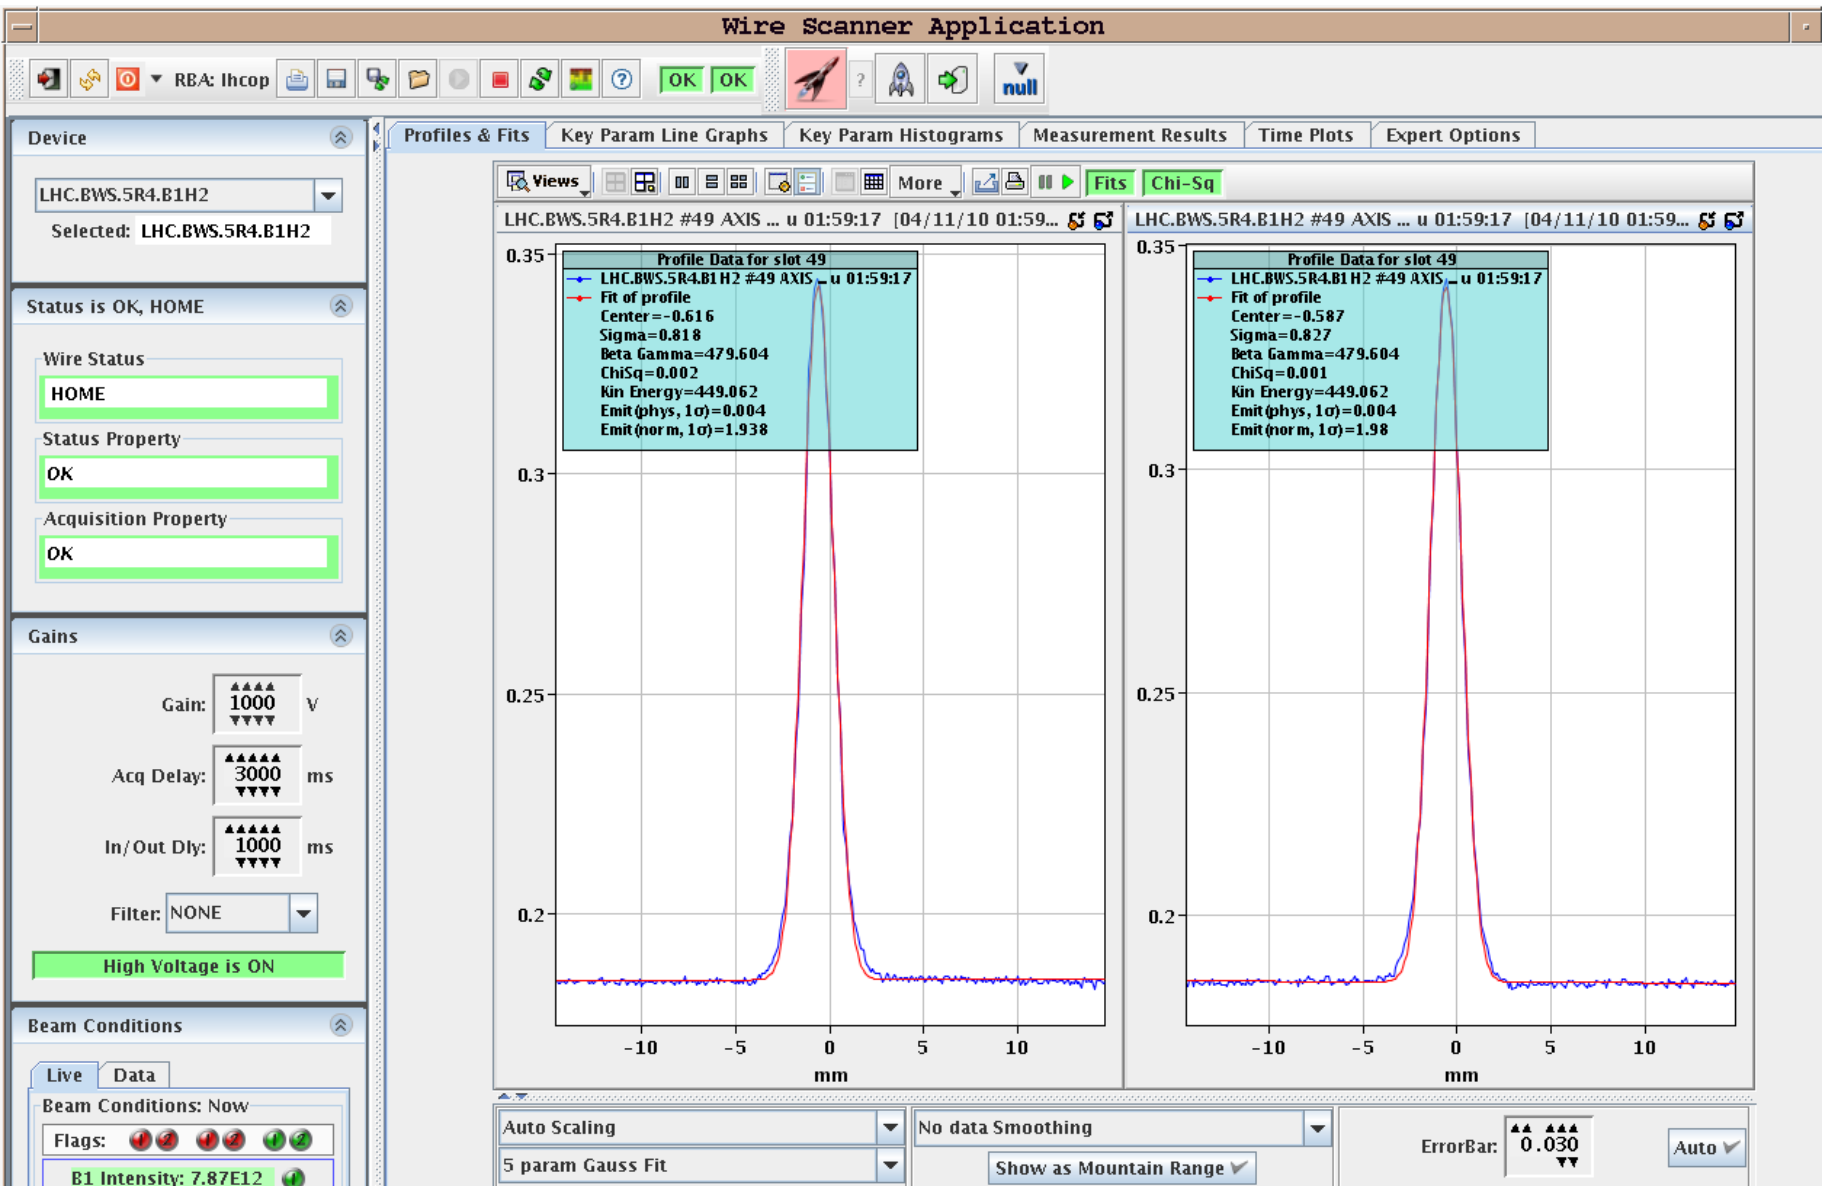 Wire Scanner Application
RBA: lhcop
OK OK
?
null
Device
LHC.BWS.5R4.B1H2
Selected: LHC.BWS.5R4.B1H2
Status is OK, HOME
Wire Status
HOME
Status Property
OK
Acquisition Property
OK
Gains
Gain: 1000 V
Acq Delay: 3000 ms
In/Out Dly: 1000 ms
Filter: NONE
High Voltage is ON
Beam Conditions
Live Data
Beam Conditions: Now
Flags: 1 2 1 2 1 2
B1 Intensity: 7.87E12
Profiles & Fits Key Param Line Graphs Key Param Histograms Measurement Results Time Plots Expert Options
Views More Fits Chi-Sq
LHC.BWS.5R4.B1H2 #49 AXIS ... u 01:59:17 [04/11/10 01:59...
0.35
0.3
0.25
0.2
Profile Data for slot 49
LHC.BWS.5R4.B1H2 #49 AXIS ... u 01:59:17
Fit of profile
Center=-0.616
Sigma=0.818
Beta Gamma=479.604
ChiSq=0.002
Kin Energy=449.062
Emit(phys, 1σ)=0.004
Emit(norm, 1σ)=1.938
-10 -5 0 5 10
mm
LHC.BWS.5R4.B1H2 #49 AXIS ... u 01:59:17 [04/11/10 01:59...
0.35
0.3
0.25
0.2
Profile Data for slot 49
LHC.BWS.5R4.B1H2 #49 AXIS ... u 01:59:17
Fit of profile
Center=-0.587
Sigma=0.827
Beta Gamma=479.604
ChiSq=0.001
Kin Energy=449.062
Emit(phys, 1σ)=0.004
Emit(norm, 1σ)=1.98
-10 -5 0 5 10
mm
Auto Scaling
5 param Gauss Fit
No data Smoothing
Show as Mountain Range
ErrorBar: 0.030
Auto